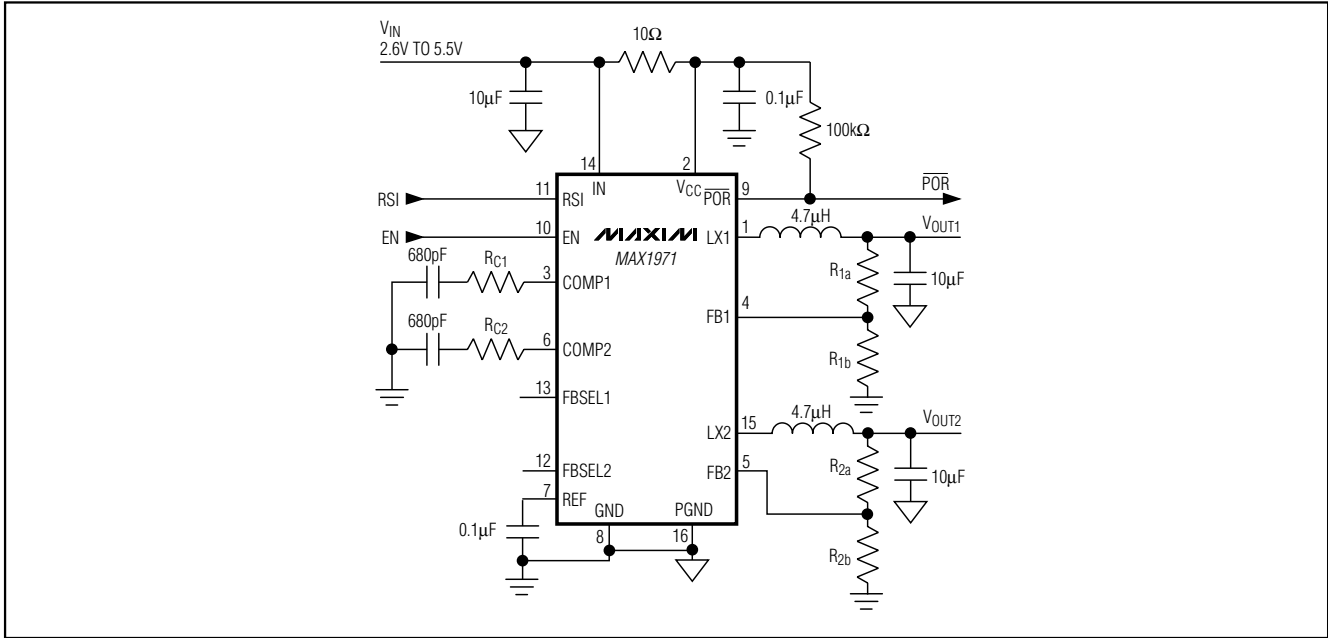 VIN
2.6V TO 5.5V
10Ω
10µF
0.1µF
100kΩ
14
2
IN
VCC
POR
9
POR
RSI
11
RSI
EN
10
EN
MAXIM
MAX1971
LX1
1
4.7µH
VOUT1
680pF
RC1
3
COMP1
R1a
10µF
FB1
4
680pF
RC2
6
COMP2
R1b
13
FBSEL1
LX2
15
4.7µH
VOUT2
12
FBSEL2
FB2
5
R2a
10µF
7
REF
0.1µF
GND
PGND
8
16
R2b